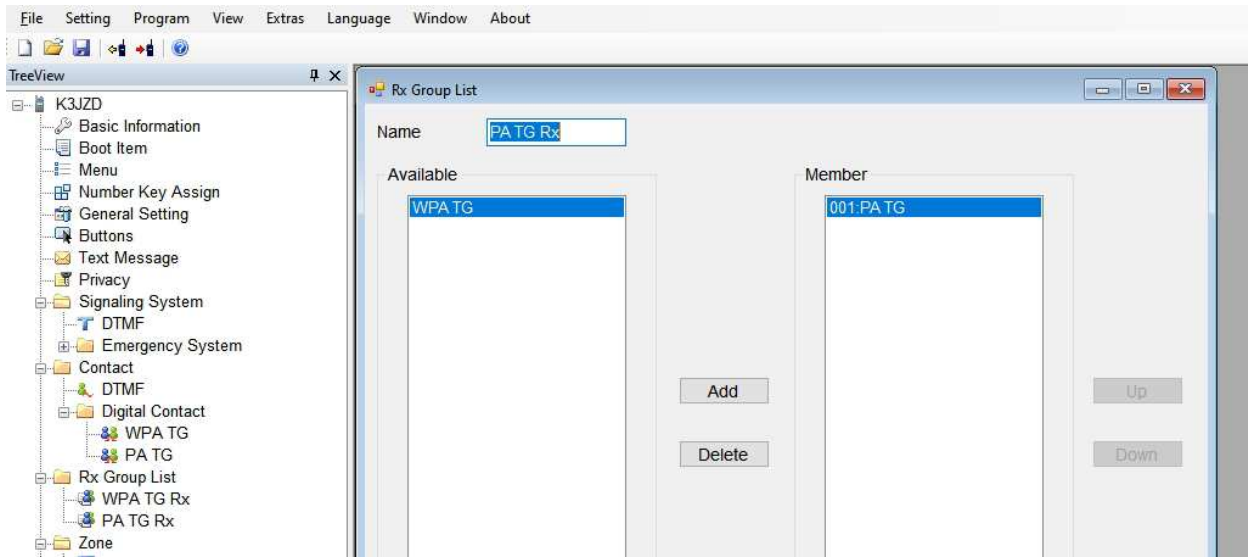 File Setting Program View Extras Language Window About
TreeView
K3JZD
Basic Information
Boot Item
Menu
Number Key Assign
General Setting
Buttons
Text Message
Privacy
Signaling System
DTMF
Emergency System
Contact
DTMF
Digital Contact
WPA TG
PA TG
Rx Group List
WPA TG Rx
PA TG Rx
Zone
Rx Group List
Name PA TG Rx
Available Member
WPA TG 001:PA TG
Add Up
Delete Down